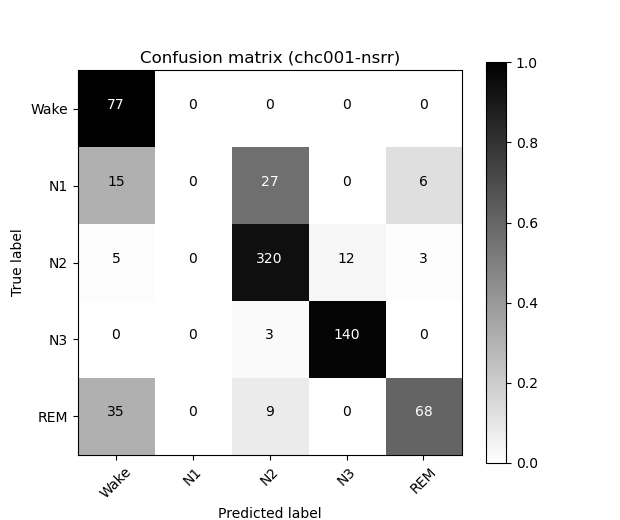 Confusion matrix (chc001-nsrr)
Wake 77 0 0 0 0
N1 15 0 27 0 6
N2 5 0 320 12 3
N3 0 0 3 140 0
REM 35 0 9 0 68
Wake N1 N2 N3 REM
Predicted label
True label
1.0
0.8
0.6
0.4
0.2
0.0